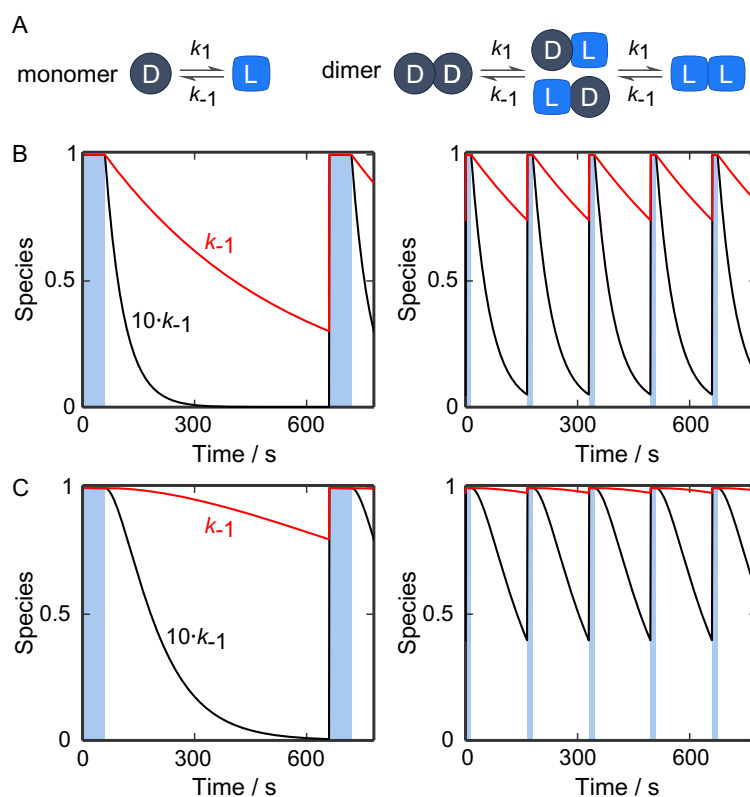 A
monomer D k1 k-1 L
dimer D D k1 k-1 D L L D k1 k-1 L L
B
1
0.5
0
Species
k-1
10·k-1
0 300 600
Time / s
1
0.5
0
Species
0 300 600
Time / s
C
1
0.5
0
Species
k-1
10·k-1
0 300 600
Time / s
1
0.5
0
Species
0 300 600
Time / s